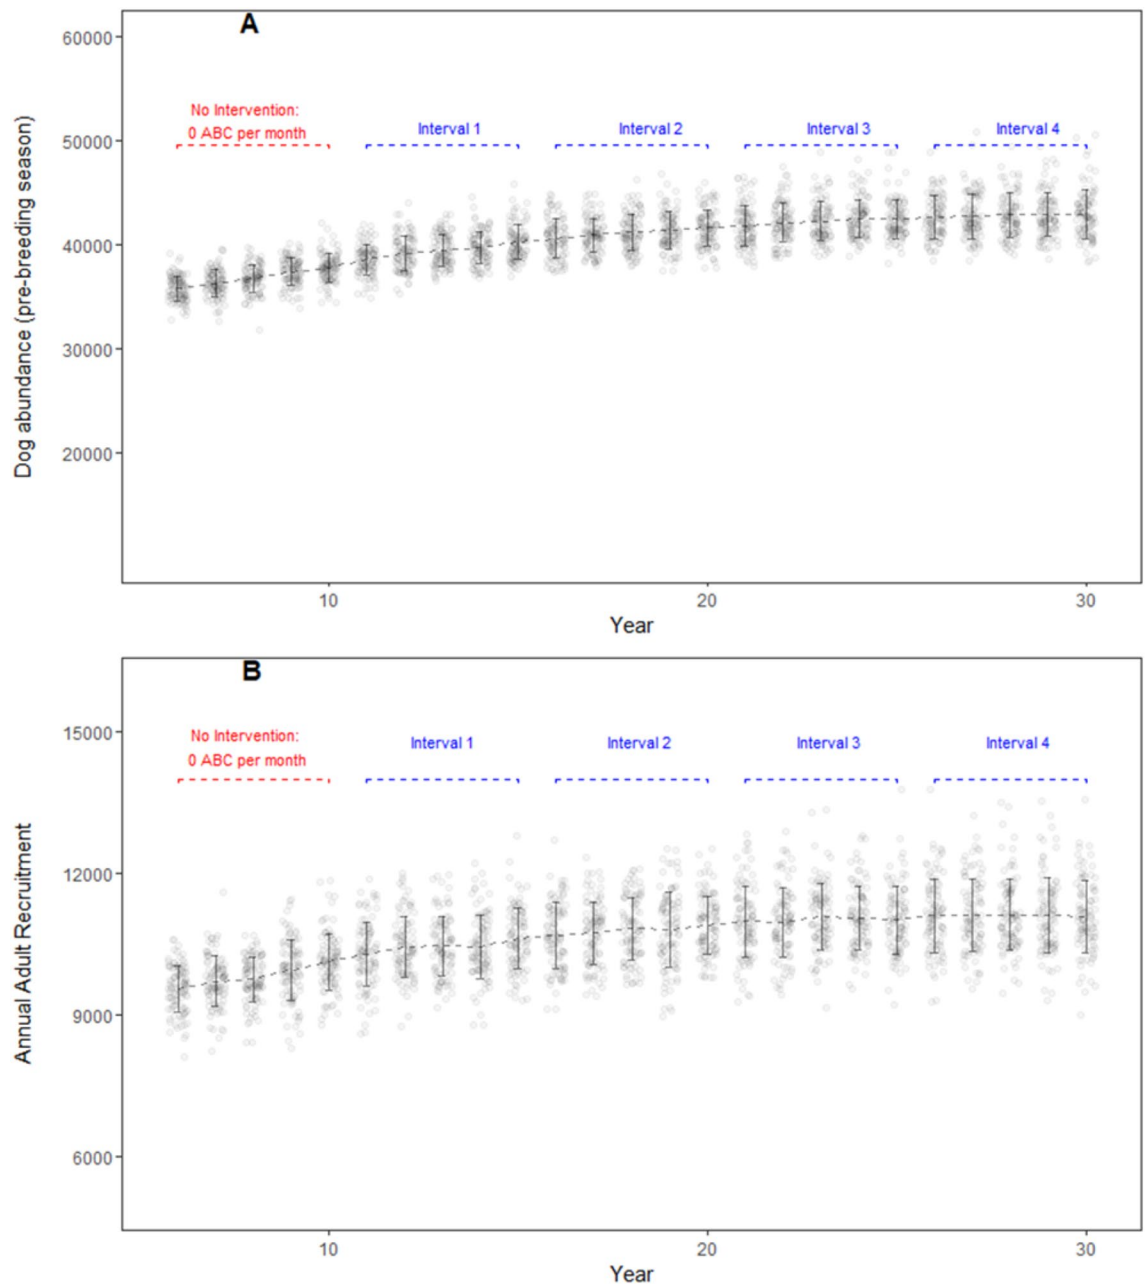 A
60000
No Intervention:
0 ABC per month
Interval 1
Interval 2
Interval 3
Interval 4
50000
40000
30000
20000
Dog abundance (pre-breeding season)
10
20
30
Year
B
15000
No Intervention:
0 ABC per month
Interval 1
Interval 2
Interval 3
Interval 4
12000
9000
6000
Annual Adult Recruitment
10
20
30
Year